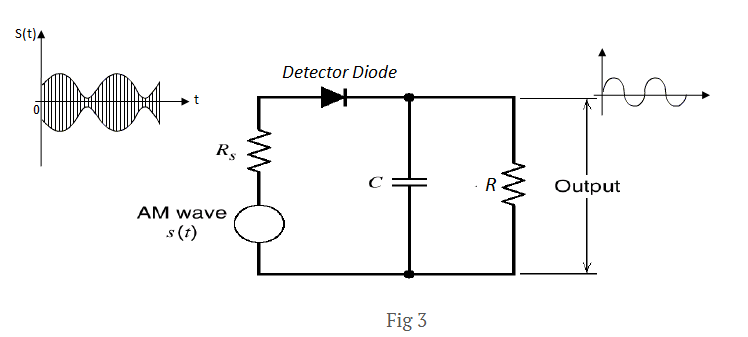 S(t)
t
0
Detector Diode
Rs
AM wave
s(t)
C
R
Output
Fig 3